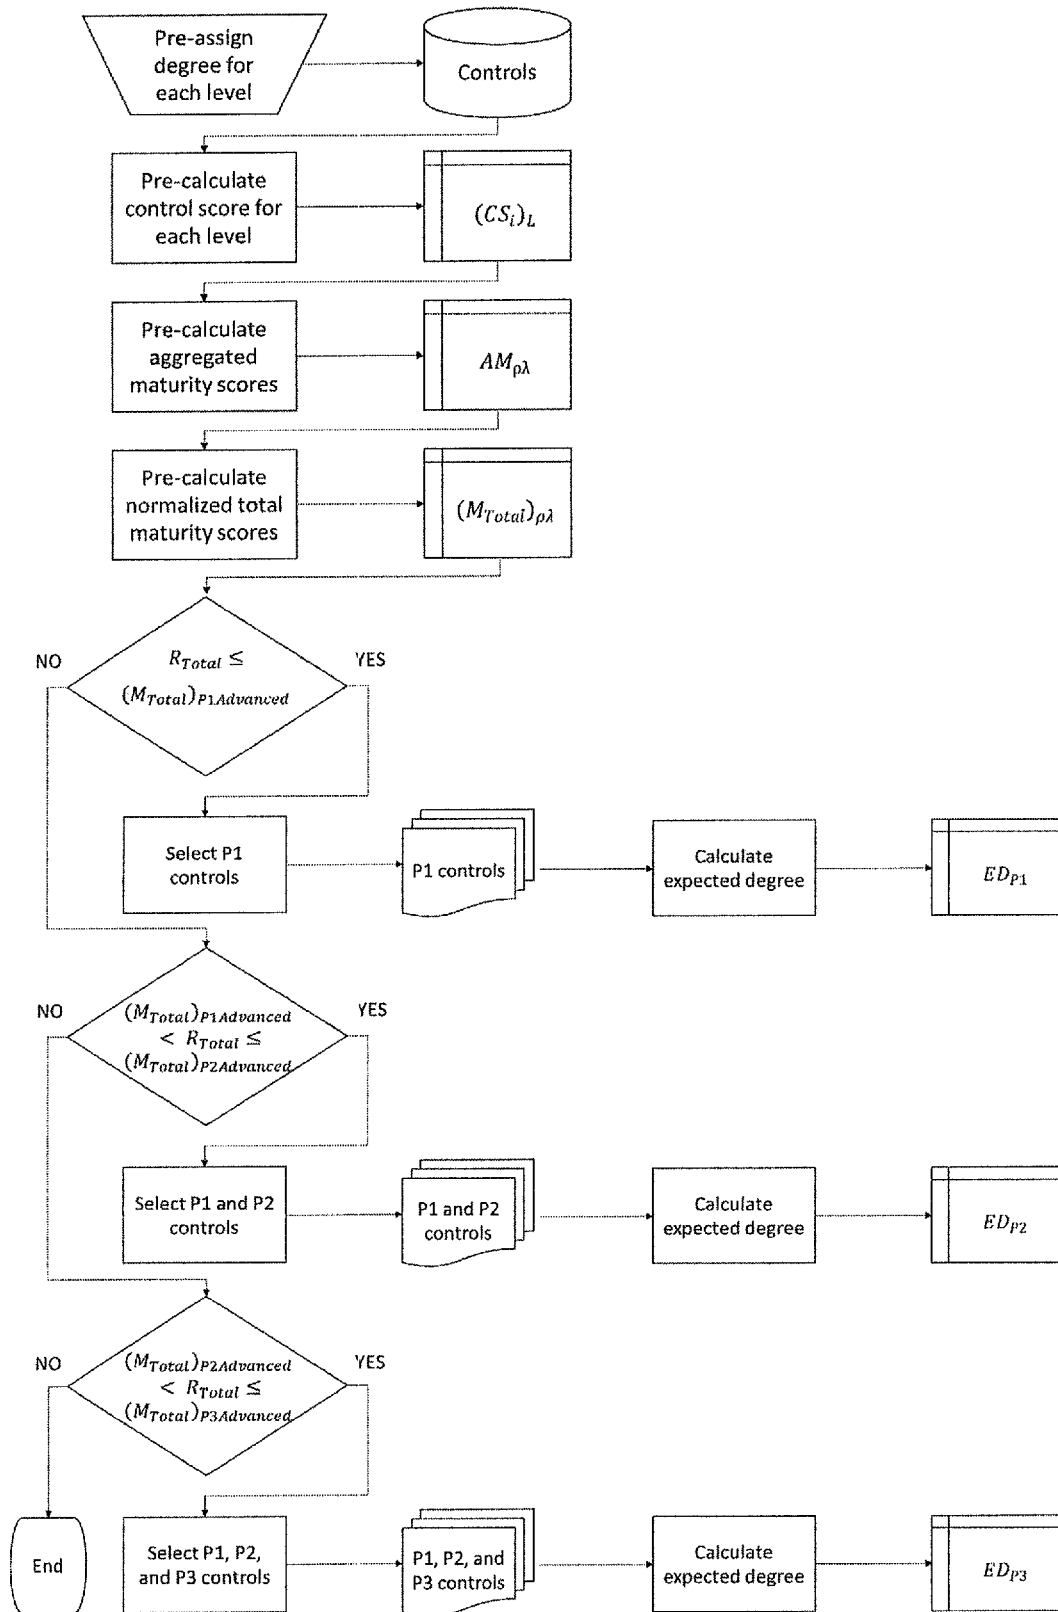 Pre-assign
degree for
each level
Controls
Pre-calculate
control score for
each level
(CS_i)_L
Pre-calculate
aggregated
maturity scores
AM_ρλ
Pre-calculate
normalized total
maturity scores
(M_Total)_ρλ
NO
R_Total ≤
(M_Total)_P1Advanced
YES
Select P1
controls
P1 controls
Calculate
expected degree
ED_P1
NO
(M_Total)_P1Advanced
< R_Total ≤
(M_Total)_P2Advanced
YES
Select P1 and P2
controls
P1 and P2
controls
Calculate
expected degree
ED_P2
NO
(M_Total)_P2Advanced
< R_Total ≤
(M_Total)_P3Advanced
YES
End
Select P1, P2,
and P3 controls
P1, P2, and
P3 controls
Calculate
expected degree
ED_P3